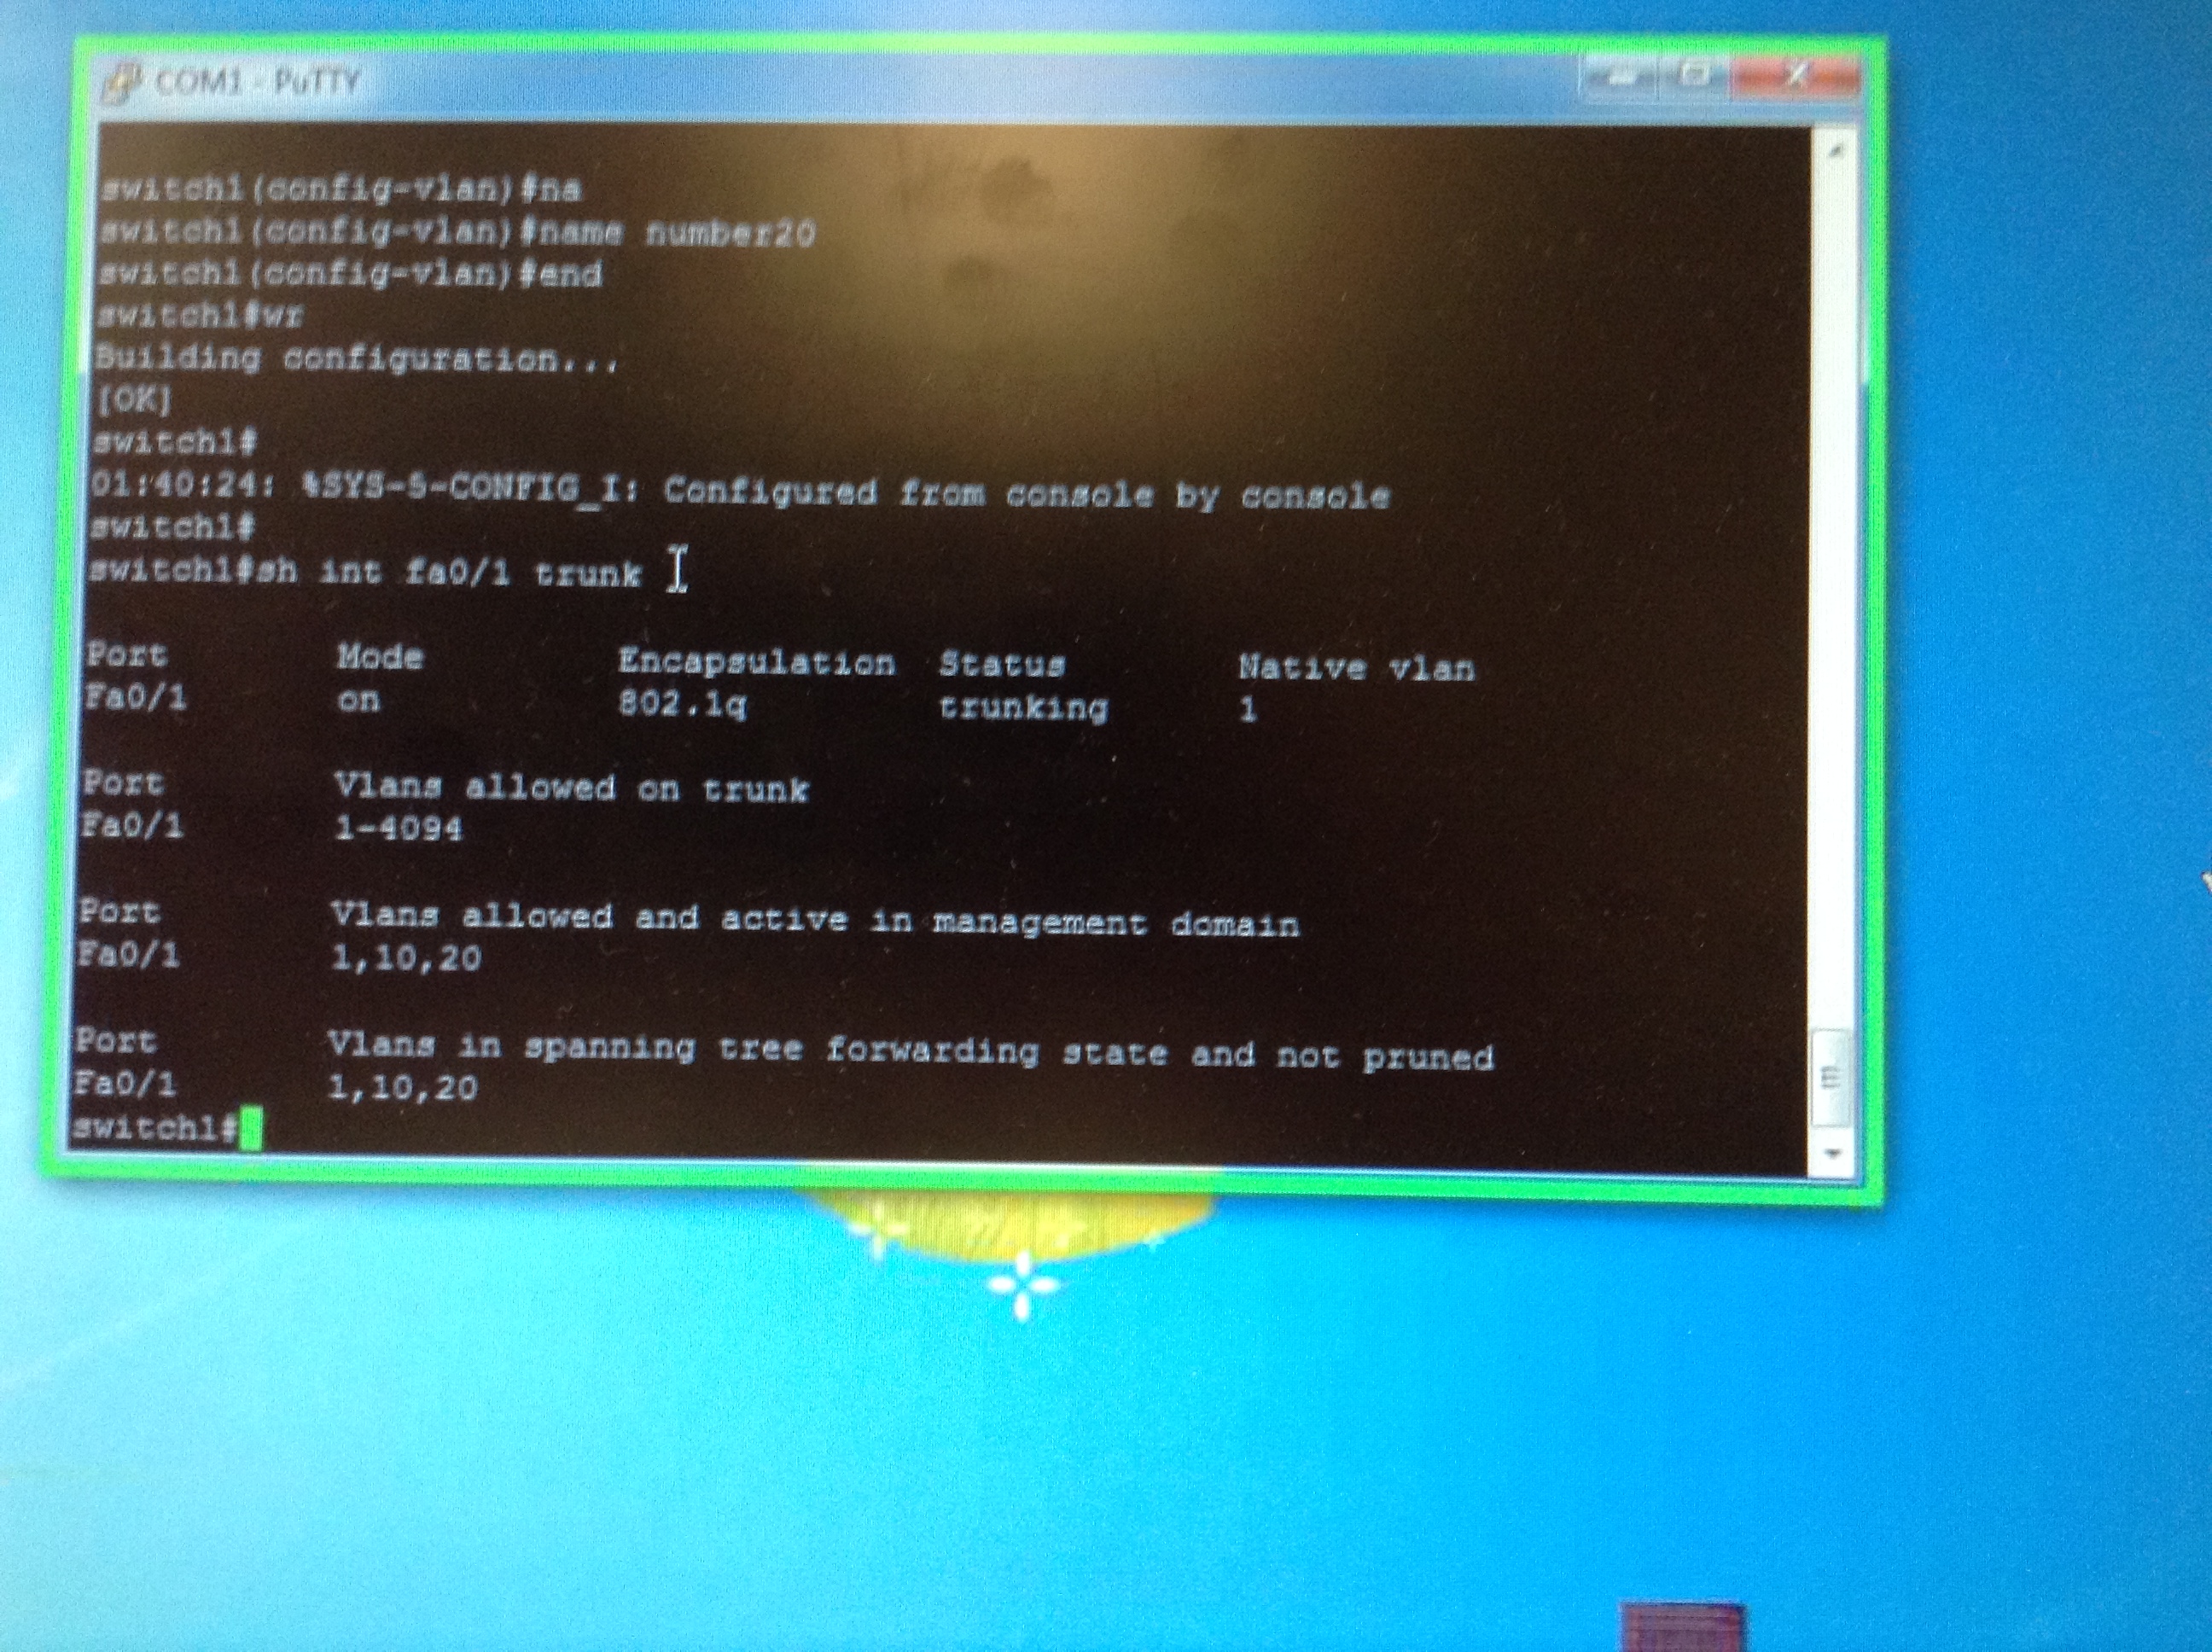 COM1 - PuTTY
switch1(config-vlan)#na
switch1(config-vlan)#name number20
switch1(config-vlan)#end
switch1#wr
Building configuration...
[OK]
switch1#
01:40:24: %SYS-5-CONFIG_I: Configured from console by console
switch1#
switch1#sh int fa0/1 trunk
Port Mode Encapsulation Status Native vlan
Fa0/1 on 802.1q trunking 1
Port Vlans allowed on trunk
Fa0/1 1-4094
Port Vlans allowed and active in management domain
Fa0/1 1,10,20
Port Vlans in spanning tree forwarding state and not pruned
Fa0/1 1,10,20
switch1#